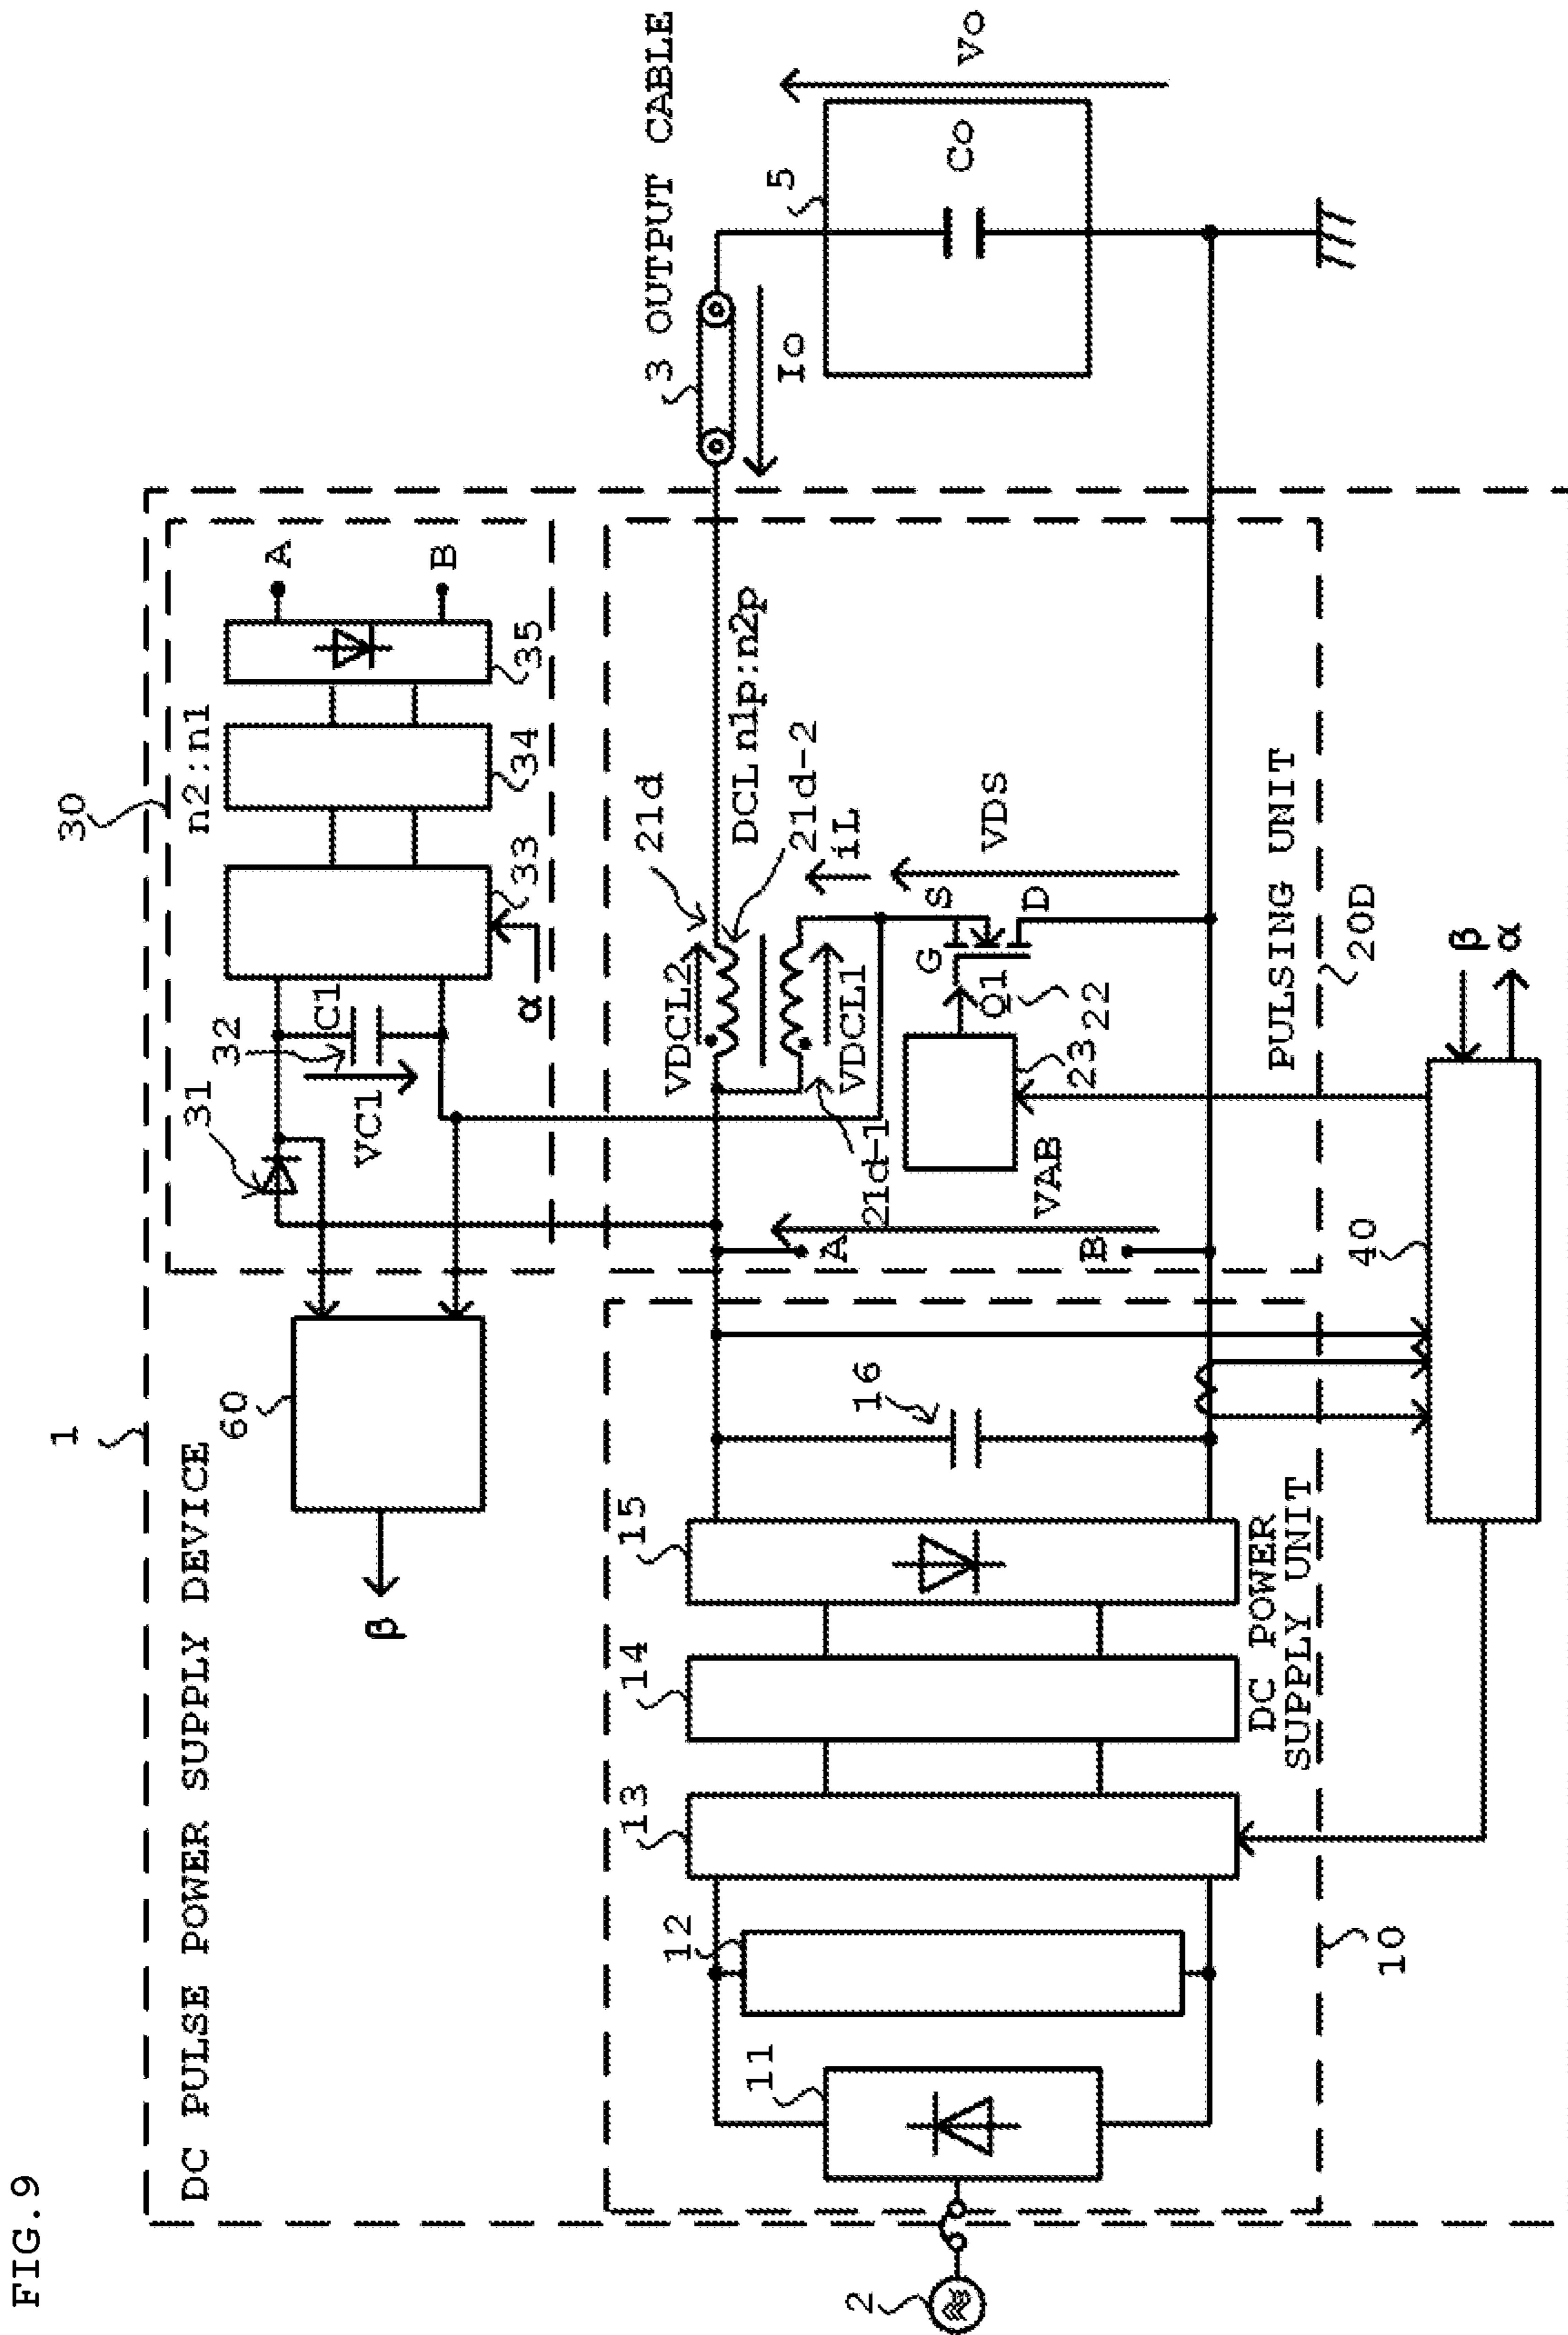 FIG.9
1
DC PULSE POWER SUPPLY DEVICE
β
60
30
n2:n1
31
32
C1
VC1
α
33
34
35
A
B
3 OUTPUT CABLE
Io
5
Co
Vo
21d
DCL n1p:n2p
21d-2
VDCL2
VDCL1
21d-1
iL
VDS
S
G
D
Q1
22
23
VAB
A
B
PULSING UNIT
20D
2
11
12
13
14
15
16
DC POWER
SUPPLY UNIT
10
40
β
α